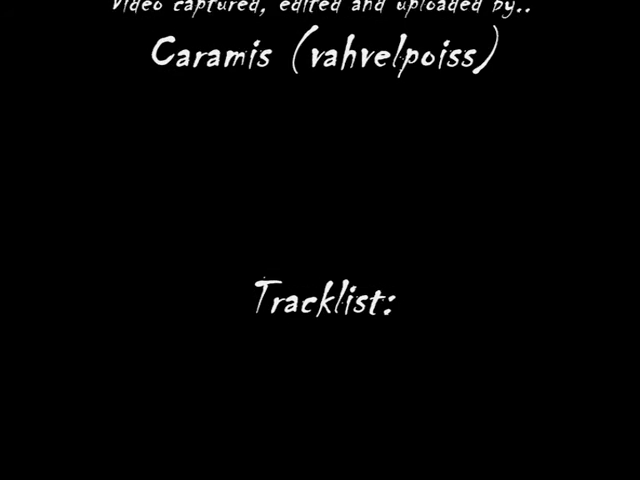 Video captured, edited and uploaded by..
Caramis (vahvelpoiss)
Tracklist: